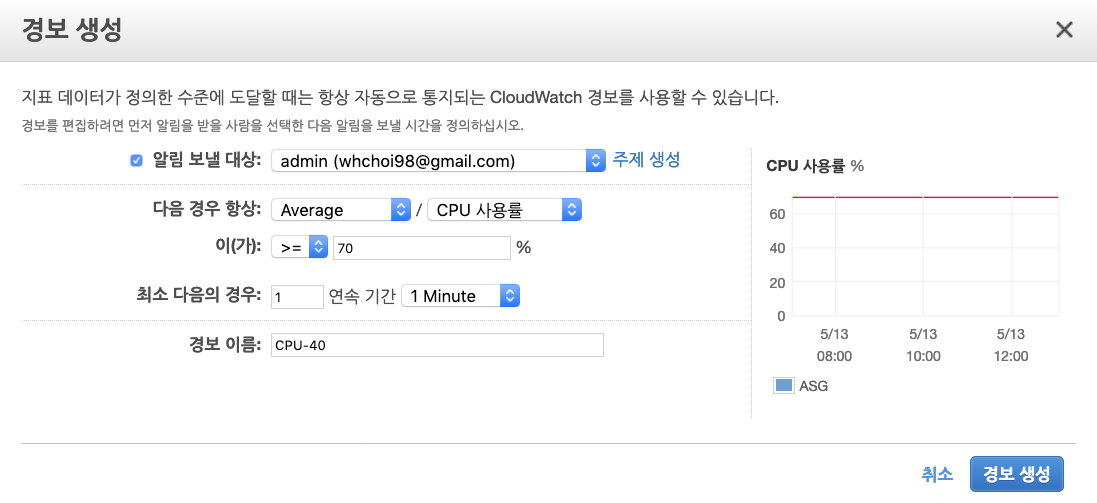 경보 생성
지표 데이터가 정의한 수준에 도달할 때는 항상 자동으로 통지되는 CloudWatch 경보를 사용할 수 있습니다.
경보를 편집하려면 먼저 알림을 받을 사람을 선택한 다음 알림을 보낼 시간을 정의하십시오.
알림 보낼 대상: admin (whchoi98@gmail.com) 주제 생성
다음 경우 항상: Average / CPU 사용률
이(가): >= 70 %
최소 다음의 경우: 1 연속 기간 1 Minute
경보 이름: CPU-40
CPU 사용률 %
60
40
20
0
5/13 5/13 5/13
08:00 10:00 12:00
ASG
취소 경보 생성